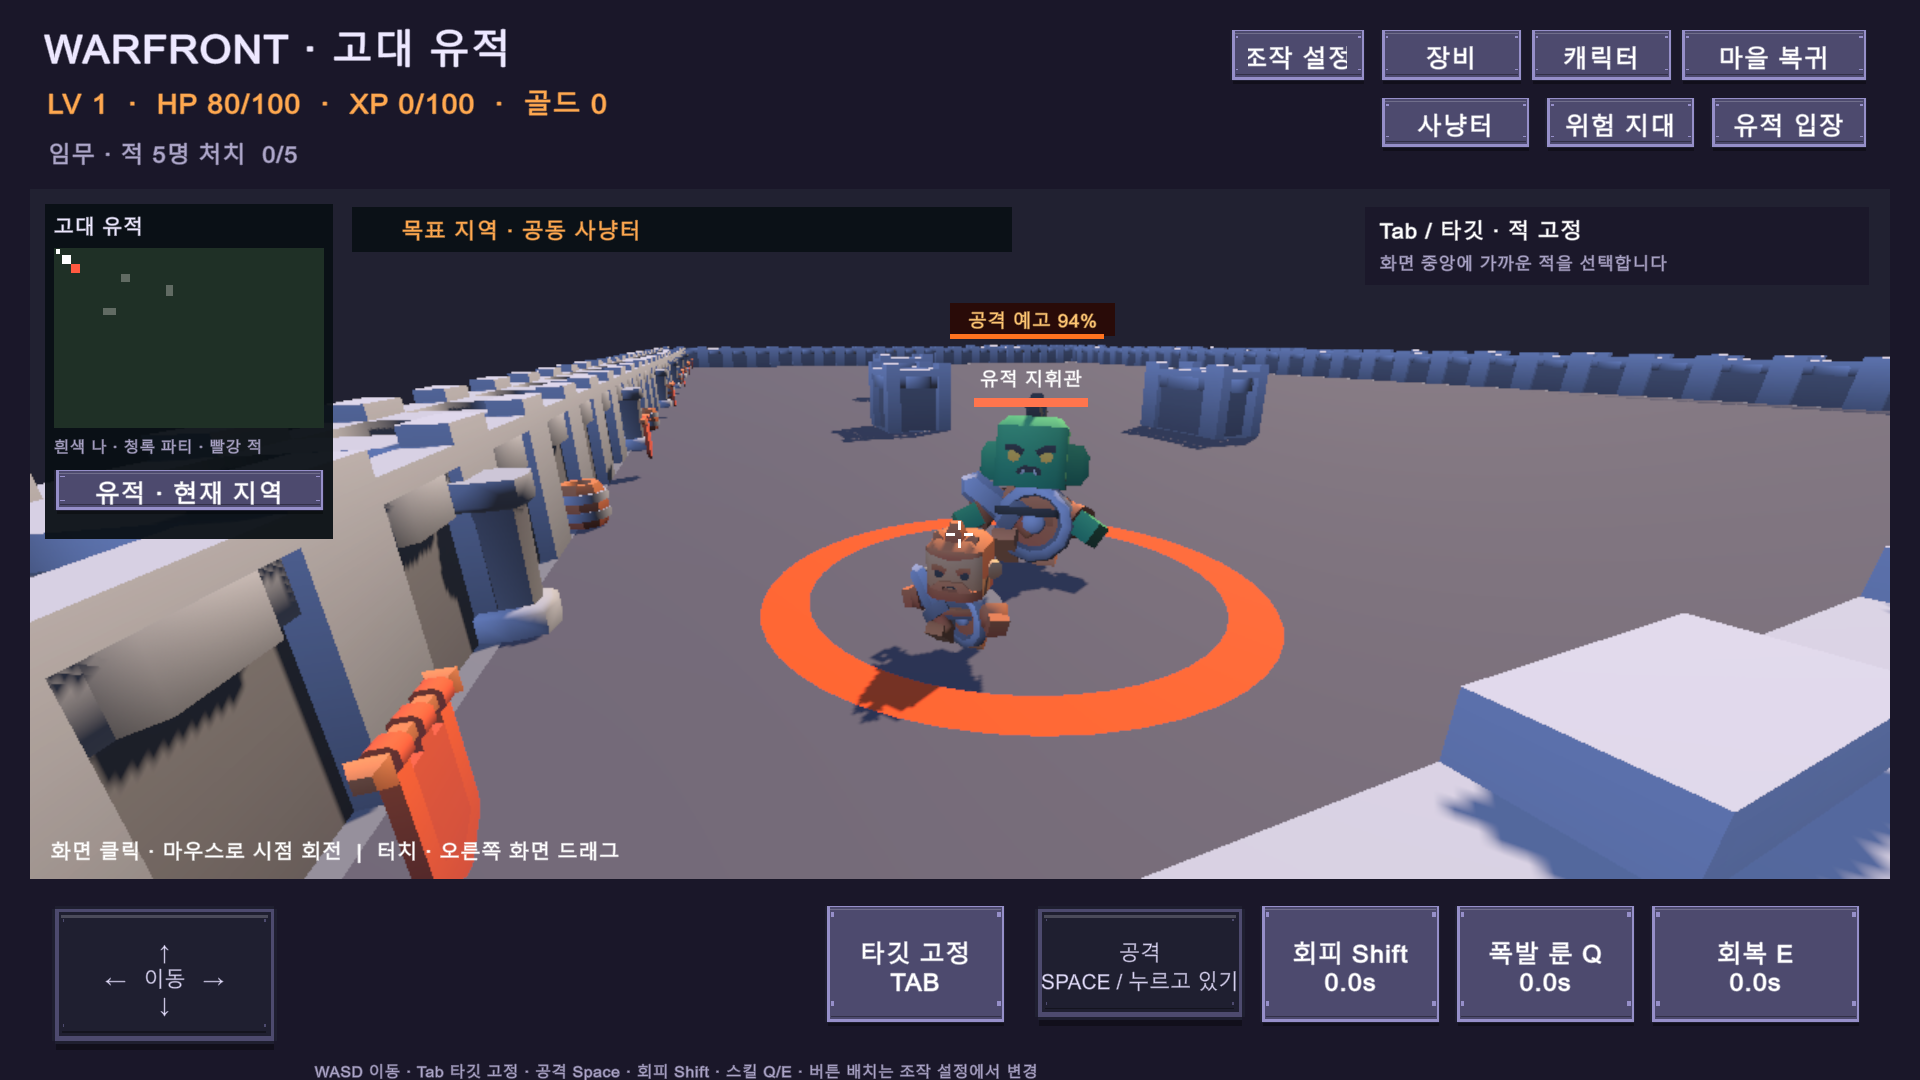 WARFRONT · 고대 유적
LV 1 · HP 80/100 · XP 0/100 · 골드 0
임무 · 적 5명 처치 0/5
조작 설정
장비
캐릭터
마을 복귀
사냥터
위험 지대
유적 입장
고대 유적
흰색 나 · 청록 파티 · 빨강 적
유적 · 현재 지역
목표 지역 · 공동 사냥터
Tab / 타깃 · 적 고정
화면 중앙에 가까운 적을 선택합니다
공격 예고 94%
유적 지휘관
화면 클릭 · 마우스로 시점 회전 | 터치 · 오른쪽 화면 드래그
↑
← 이동 →
↓
타깃 고정
TAB
공격
SPACE / 누르고 있기
회피 Shift
0.0s
폭발 룬 Q
0.0s
회복 E
0.0s
WASD 이동 · Tab 타깃 고정 · 공격 Space · 회피 Shift · 스킬 Q/E · 버튼 배치는 조작 설정에서 변경